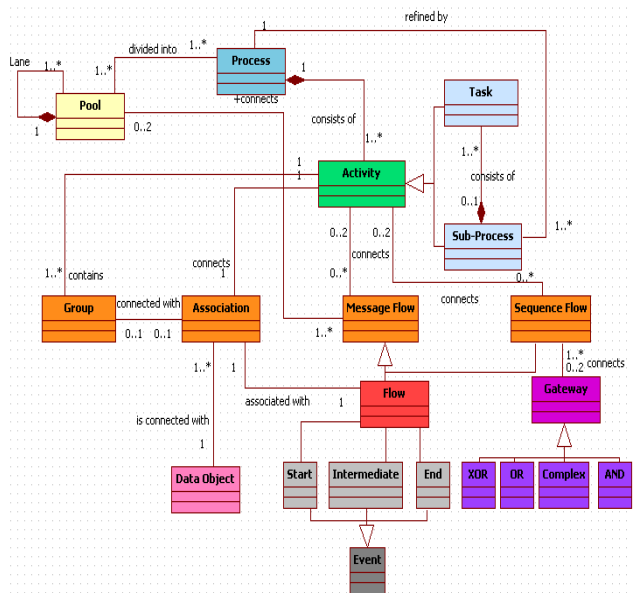 refined by
1
1..*
1..*
divided into
1..*
Lane
Process
1
+connects
Pool
1
0..2
Task
consists of
1..*
1..*
consists of
0..1
1
1
Activity
Sub-Process
1..*
0..2
0..2
connects
contains
connects
0..*
0..*
1..*
1
connects
Group
connected with
Association
Message Flow
Sequence Flow
0..1
0..1
1..*
1..*
0..2
connects
1..*
1
associated with
1
Flow
Gateway
is connected with
1
Data Object
Start
Intermediate
End
XOR
OR
Complex
AND
Event